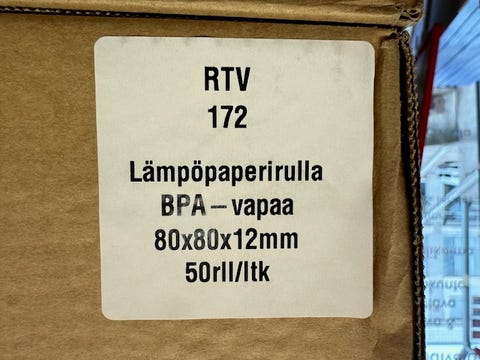 RTV
172
Lämpöpaperirulla
BPA – vapaa
80x80x12mm
50rll/ltk